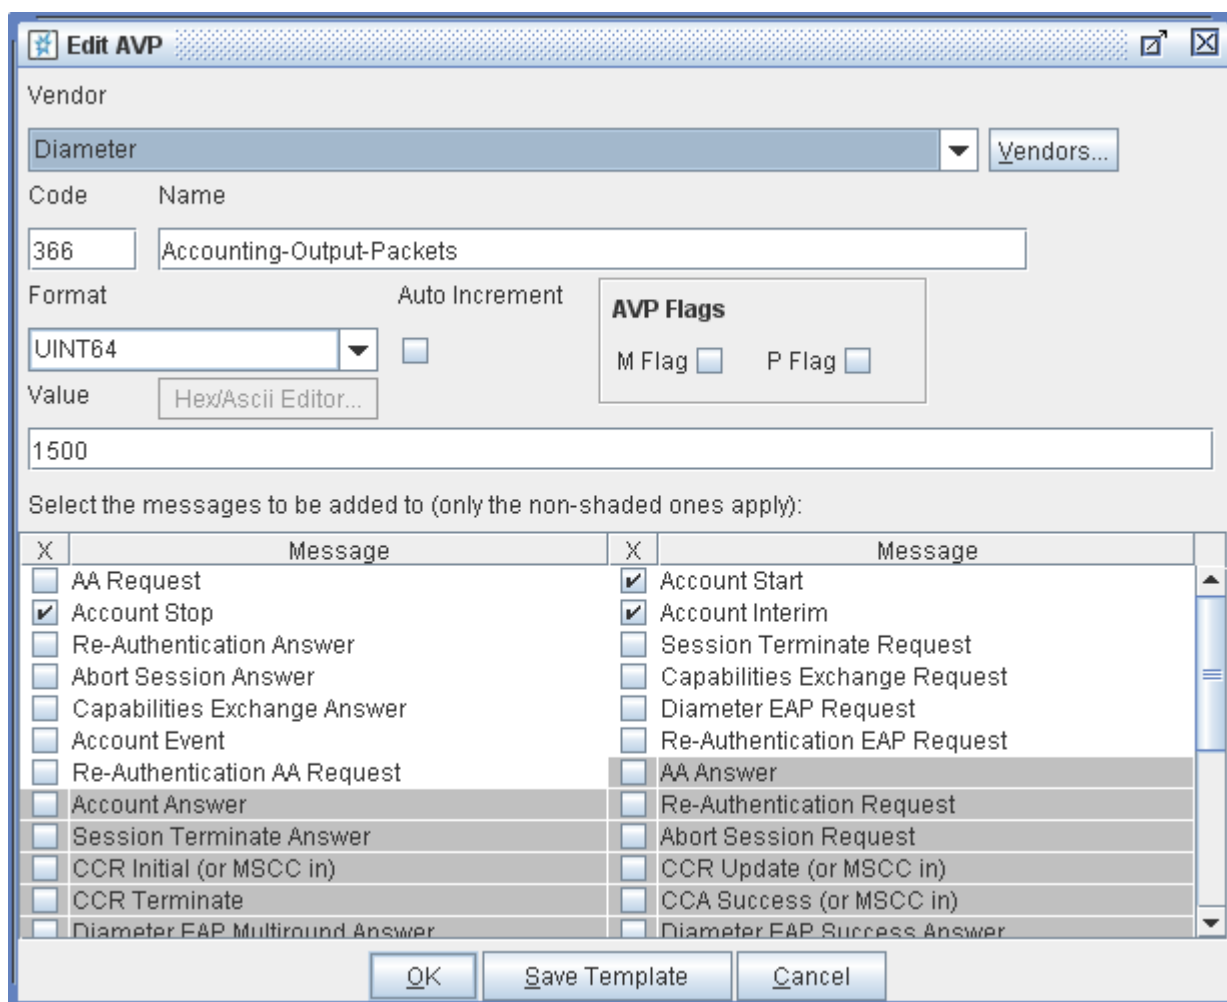 Edit AVP
Vendor
Diameter Vendors...
Code Name
366 Accounting-Output-Packets
Format Auto Increment AVP Flags
UINT64 M Flag P Flag
Value Hex/Ascii Editor...
1500
Select the messages to be added to (only the non-shaded ones apply):
X Message X Message
AA Request Account Start
Account Stop Account Interim
Re-Authentication Answer Session Terminate Request
Abort Session Answer Capabilities Exchange Request
Capabilities Exchange Answer Diameter EAP Request
Account Event Re-Authentication EAP Request
Re-Authentication AA Request AA Answer
Account Answer Re-Authentication Request
Session Terminate Answer Abort Session Request
CCR Initial (or MSCC in) CCR Update (or MSCC in)
CCR Terminate CCA Success (or MSCC in)
Diameter EAP Multiround Answer Diameter EAP Success Answer
OK Save Template Cancel